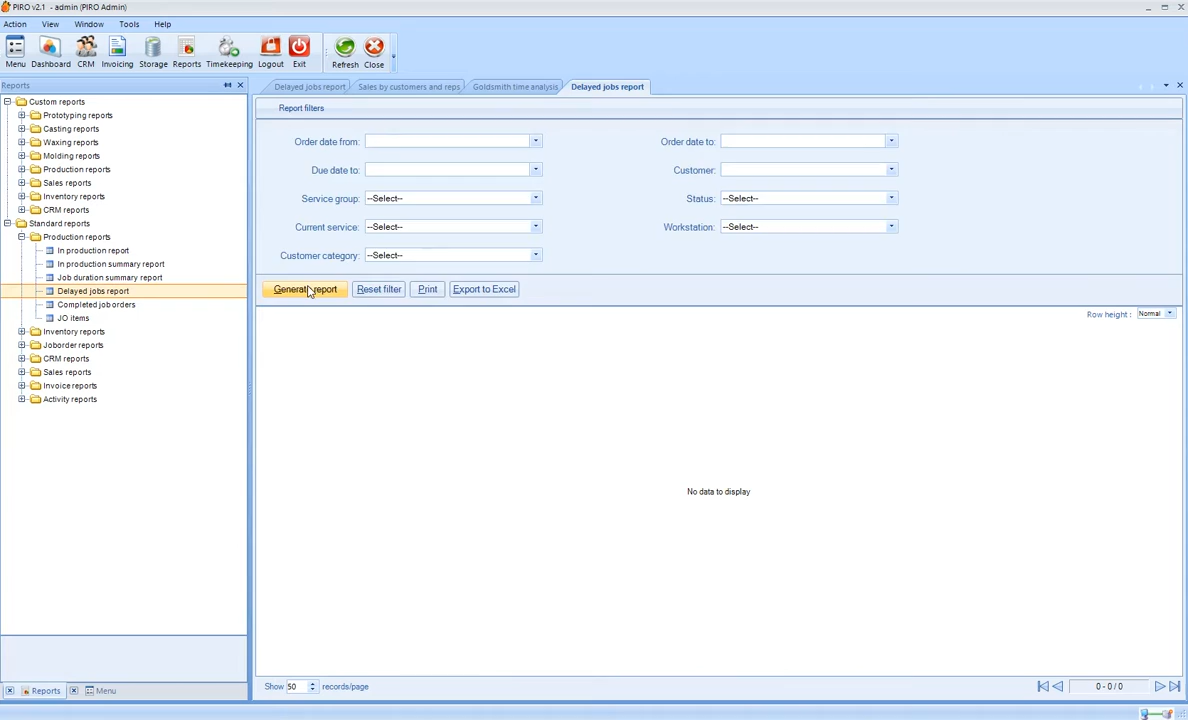 PIRO v2.1 - admin (PIRO Admin)
Action View Window Tools Help
Menu Dashboard CRM Invoicing Storage Reports Timekeeping Logout Exit Refresh Close
Reports
Delayed jobs report Sales by customers and reps Goldsmith time analysis Delayed jobs report
Custom reports
Prototyping reports
Casting reports
Waxing reports
Molding reports
Production reports
Sales reports
Inventory reports
CRM reports
Standard reports
Production reports
In production report
In production summary report
Job duration summary report
Delayed jobs report
Completed joborders
JO items
Inventory reports
Joborder reports
CRM reports
Sales reports
Invoice reports
Activity reports
Reports Menu
Report filters
Order date from: Order date to:
Due date to: Customer:
Service group: --Select-- Status: --Select--
Current service: --Select-- Workstation: --Select--
Customer category: --Select--
Generate report Reset filter Print Export to Excel
Row height : Normal
No data to display
Show 50 records/page 0 - 0 / 0